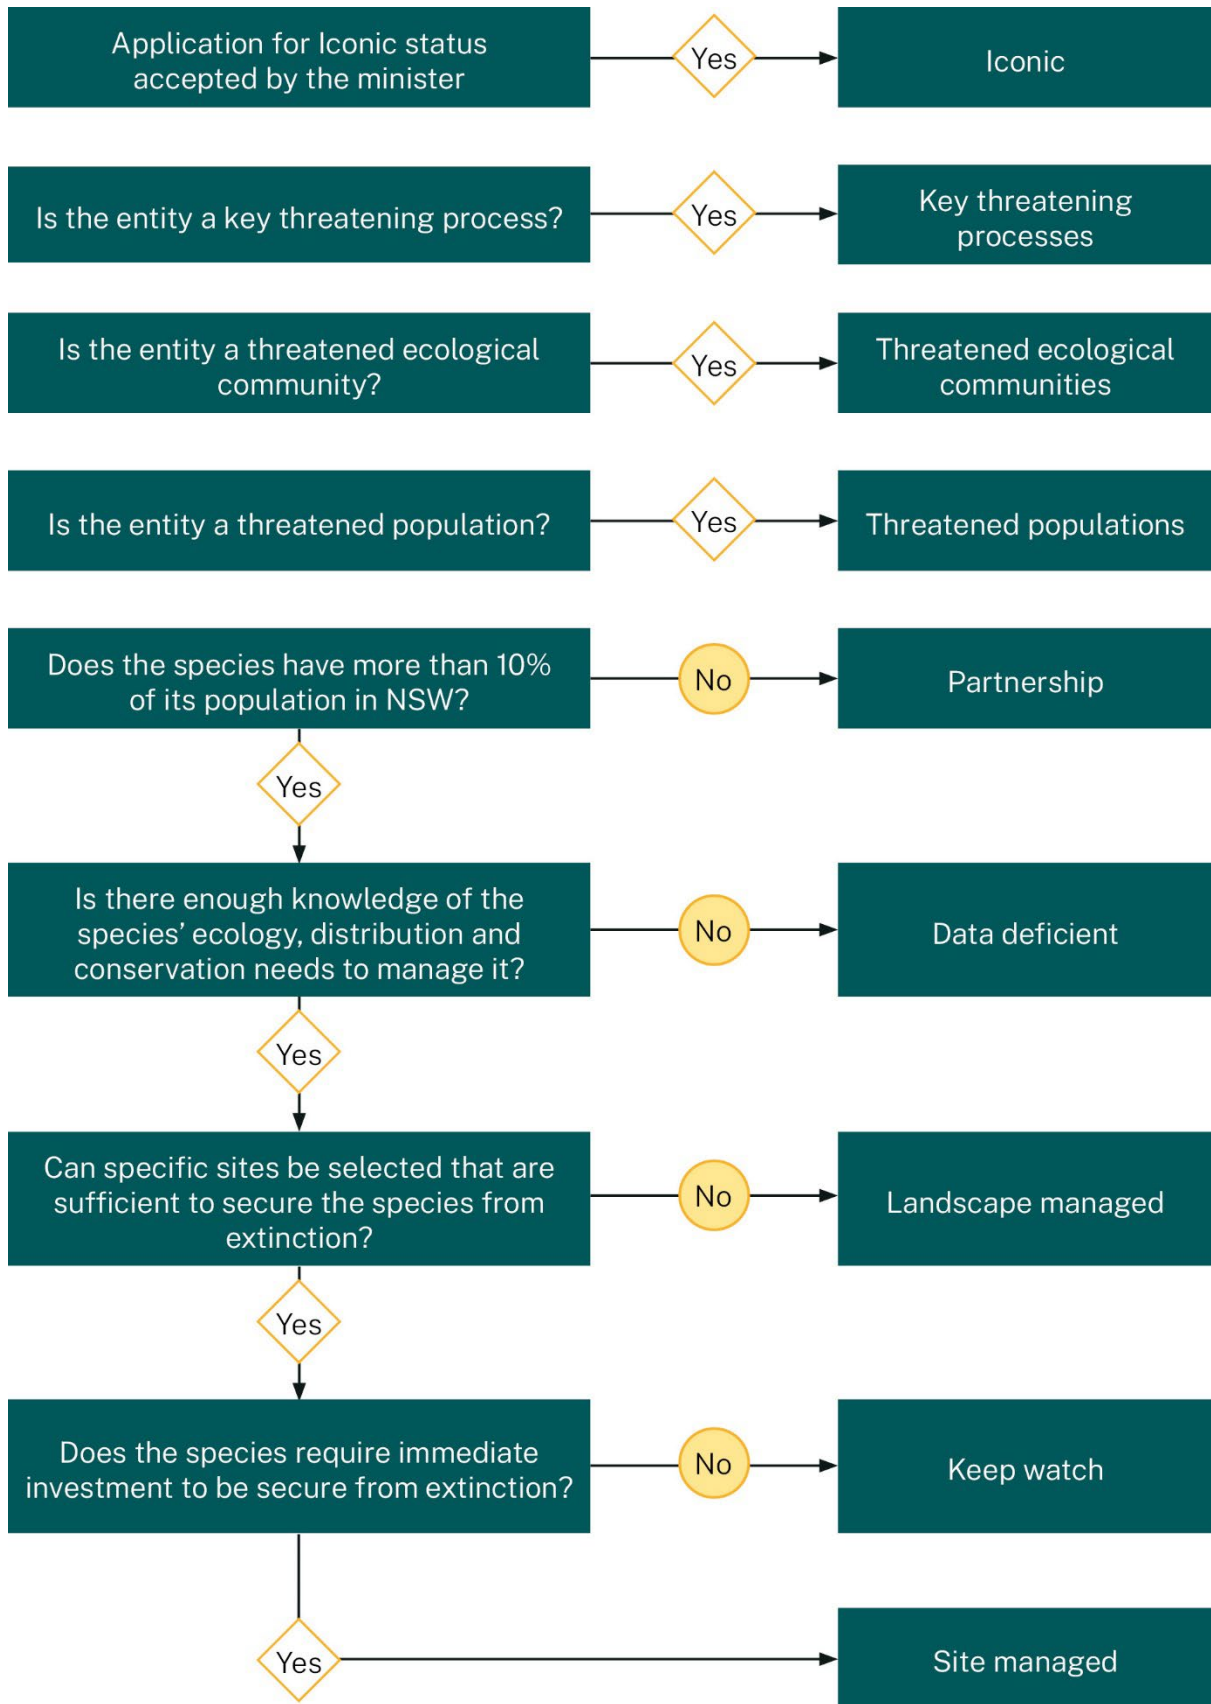 Application for Iconic status
accepted by the minister
Yes
Iconic
Is the entity a key threatening process?
Yes
Key threatening
processes
Is the entity a threatened ecological
community?
Yes
Threatened ecological
communities
Is the entity a threatened population?
Yes
Threatened populations
Does the species have more than 10%
of its population in NSW?
No
Partnership
Yes
Is there enough knowledge of the
species’ ecology, distribution and
conservation needs to manage it?
No
Data deficient
Yes
Can specific sites be selected that are
sufficient to secure the species from
extinction?
No
Landscape managed
Yes
Does the species require immediate
investment to be secure from extinction?
No
Keep watch
Yes
Site managed